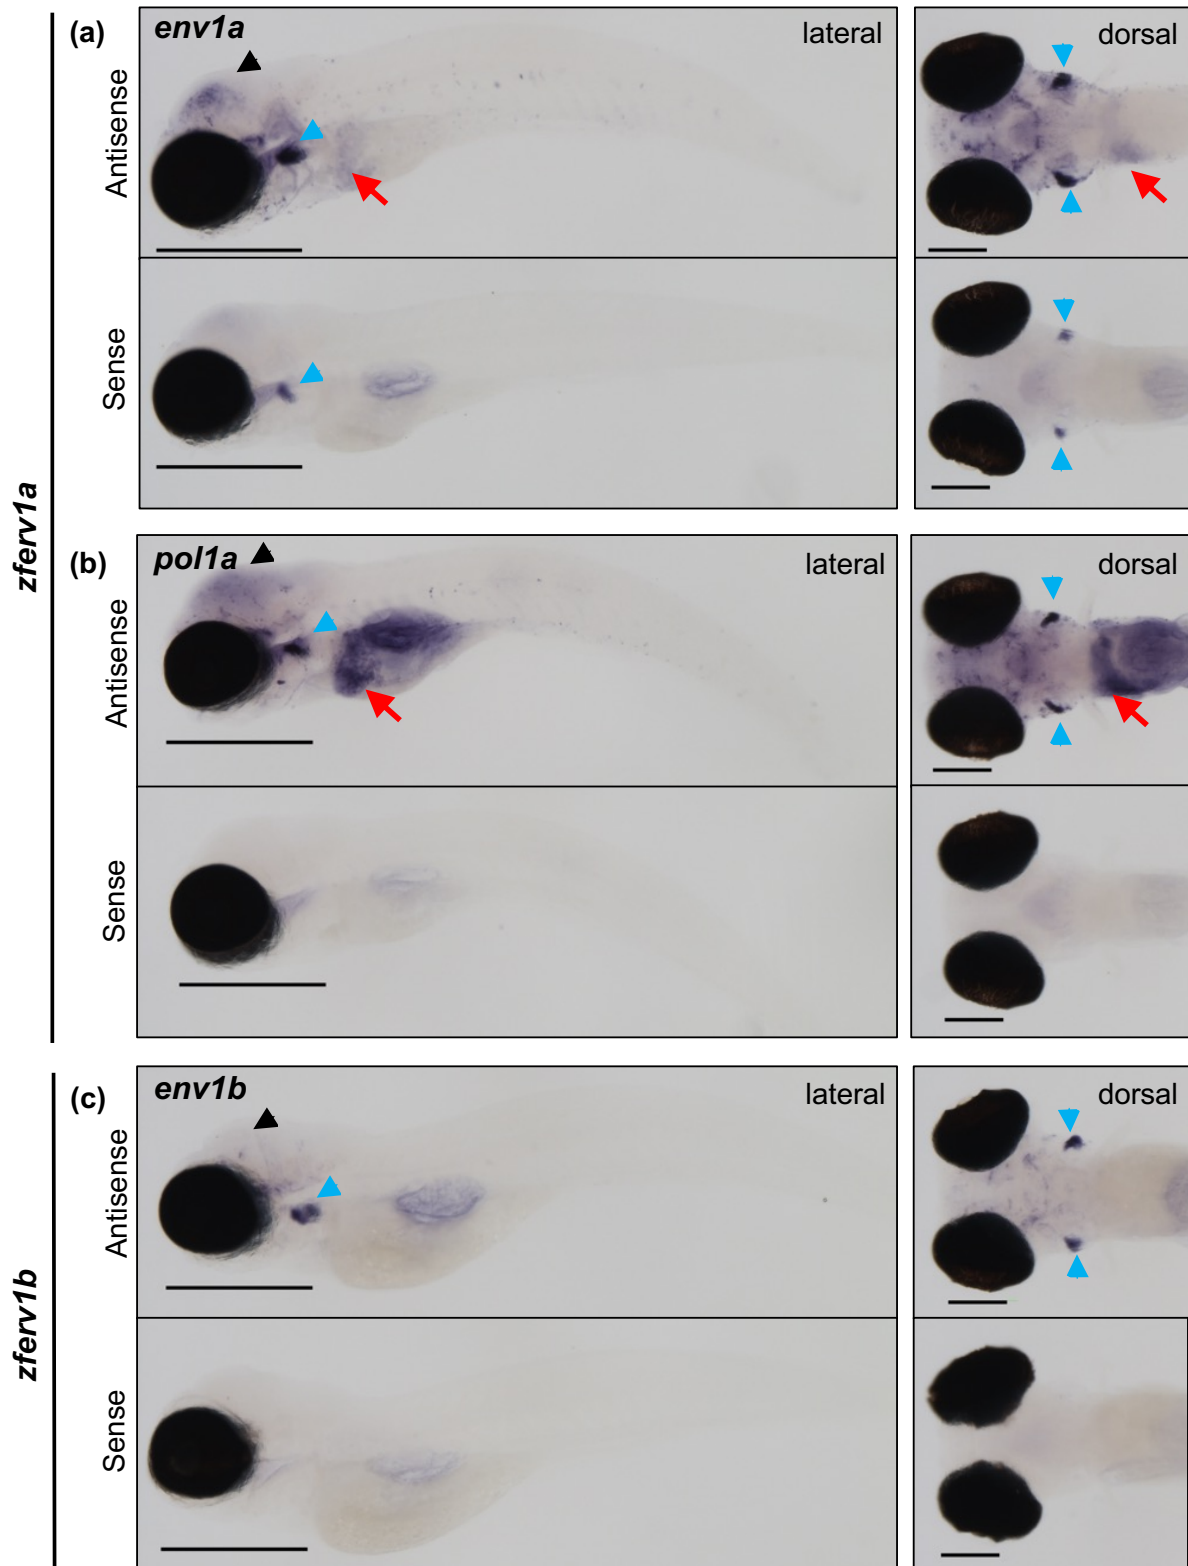 zferv1a
(a)
env1a
lateral
dorsal
Antisense
Sense
(b)
pol1a
lateral
dorsal
Antisense
Sense
zferv1b
(c)
env1b
lateral
dorsal
Antisense
Sense